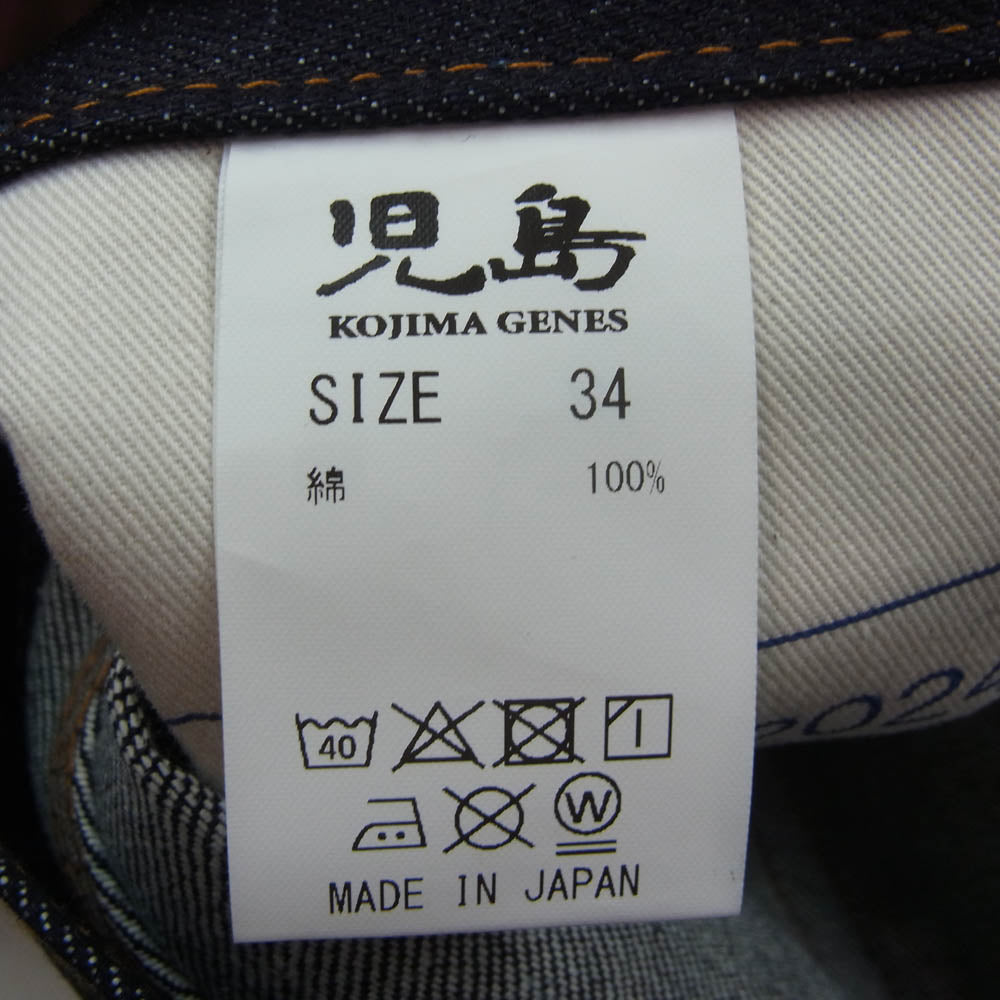 児島
KOJIMA GENES
SIZE 34
綿 100%
40
W
MADE IN JAPAN